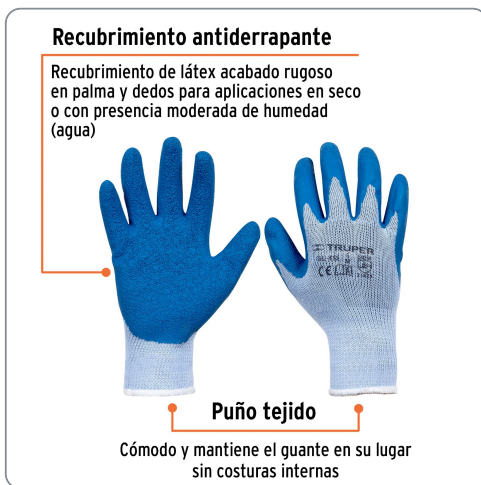 Recubrimiento antiderrapante
Recubrimiento de látex acabado rugoso
en palma y dedos para aplicaciones en seco
o con presencia moderada de humedad
(agua)
TRUPER
Puño tejido
Cómodo y mantiene el guante en su lugar
sin costuras internas